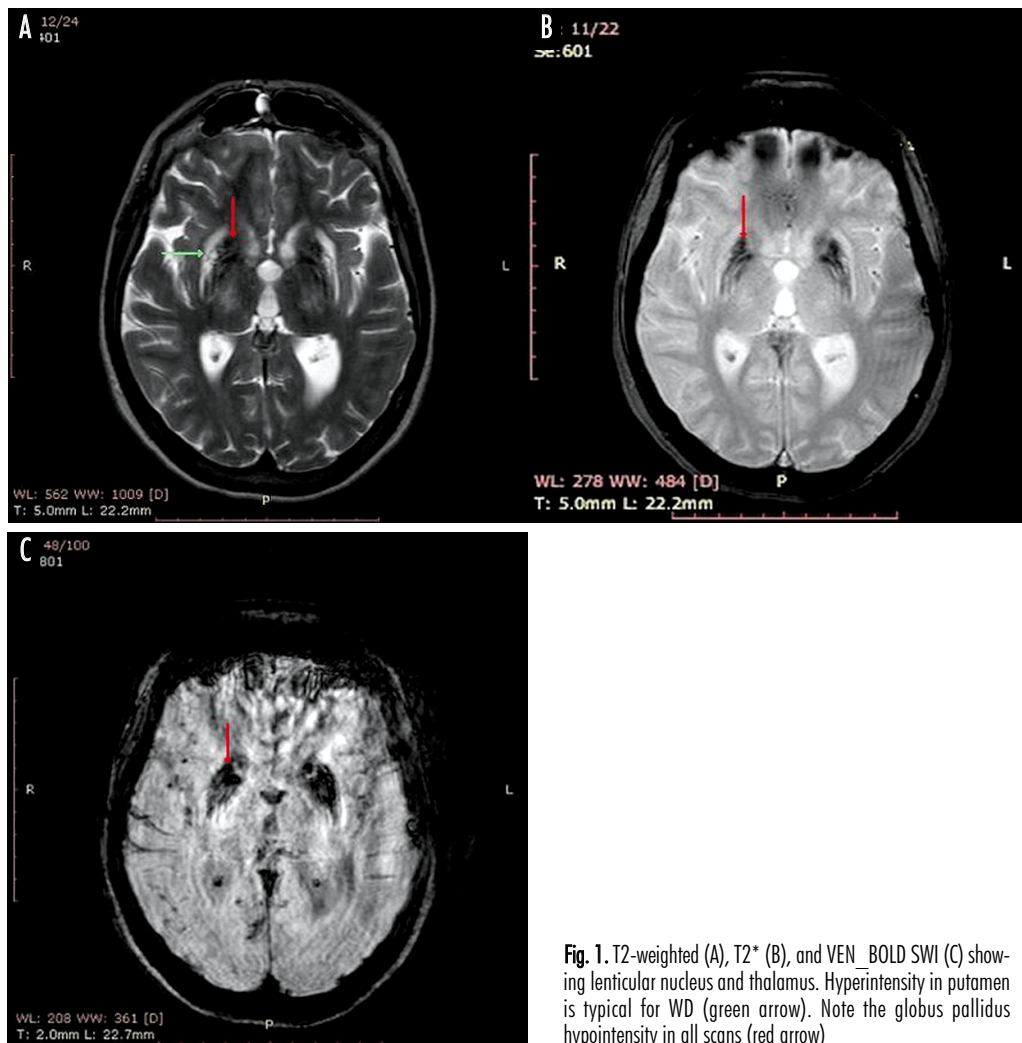 A 12/24
401
R
L
WL: 562 WW: 1009 [D]
T: 5.0mm L: 22.2mm
P
B : 11/22
601
R
L
WL: 278 WW: 484 [D]
T: 5.0mm L: 22.2mm
P
C 48/100
801
R
L
WL: 208 WW: 361 [D]
T: 2.0mm L: 22.7mm
P
Fig. 1. T2-weighted (A), T2* (B), and VEN_BOLD SWI (C) show-
ing lenticular nucleus and thalamus. Hyperintensity in putamen
is typical for WD (green arrow). Note the globus pallidus
hypointensity in all scans (red arrow)